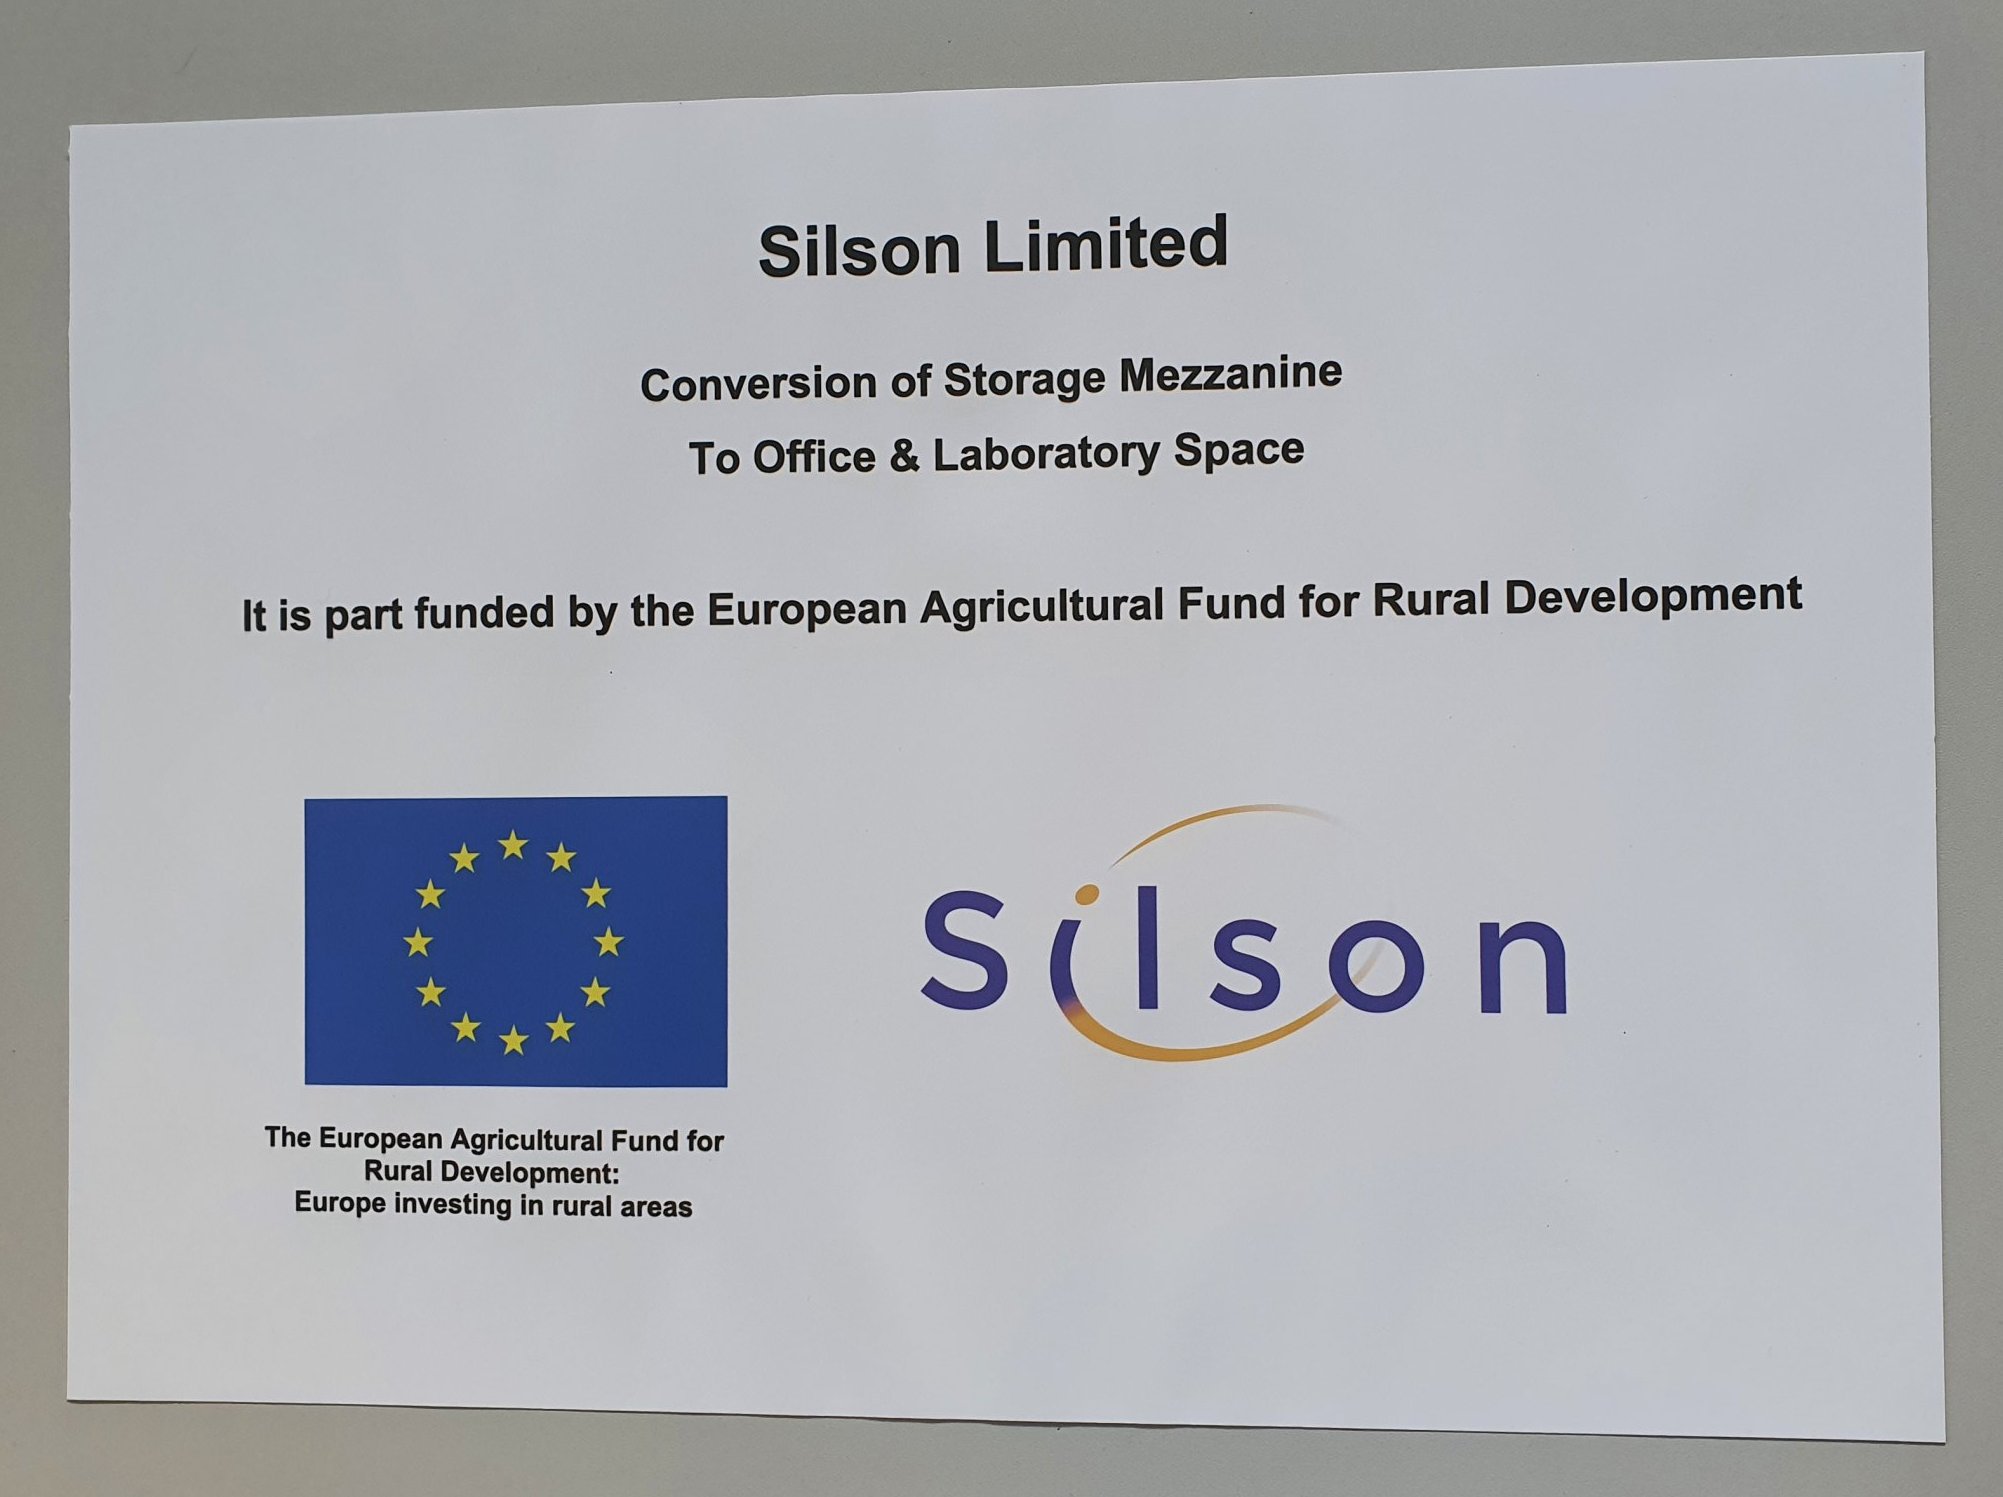 Silson Limited
Conversion of Storage Mezzanine
To Office & Laboratory Space
It is part funded by the European Agricultural Fund for Rural Development
Silson
The European Agricultural Fund for
Rural Development:
Europe investing in rural areas